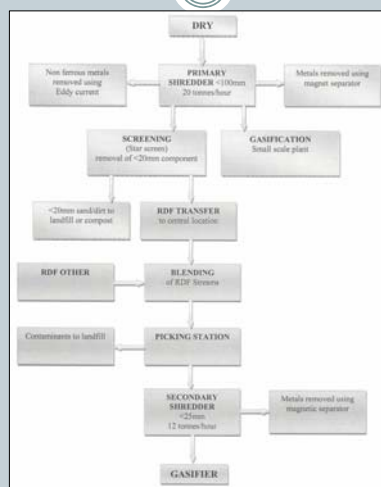 DRY
Non ferrous metals
removed using
Eddy current
PRIMARY
SHREDDER <100mm
20 tonnes/hour
Metals removed using
magnet separator
SCREENING
(Star screen)
removal of <20mm component
GASIFICATION
Small scale plant
<20mm sand/dirt to
landfill or compost
RDF TRANSFER
to central location
RDF OTHER
BLENDING
of RDF Streams
Contaminants to landfill
PICKING STATION
SECONDARY
SHREDDER
<25mm
12 tonnes/hour
Metals removed using
magnetic separator
GASIFIER